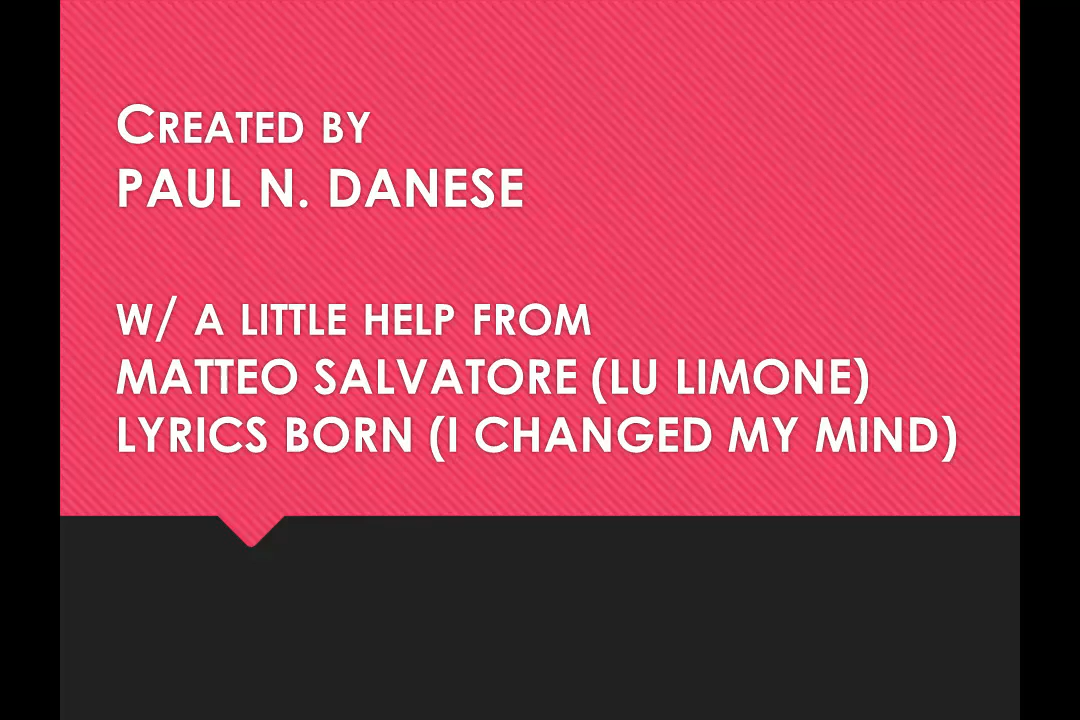 CREATED BY
PAUL N. DANESE
W/ A LITTLE HELP FROM
MATTEO SALVATORE (LU LIMONE)
LYRICS BORN (I CHANGED MY MIND)